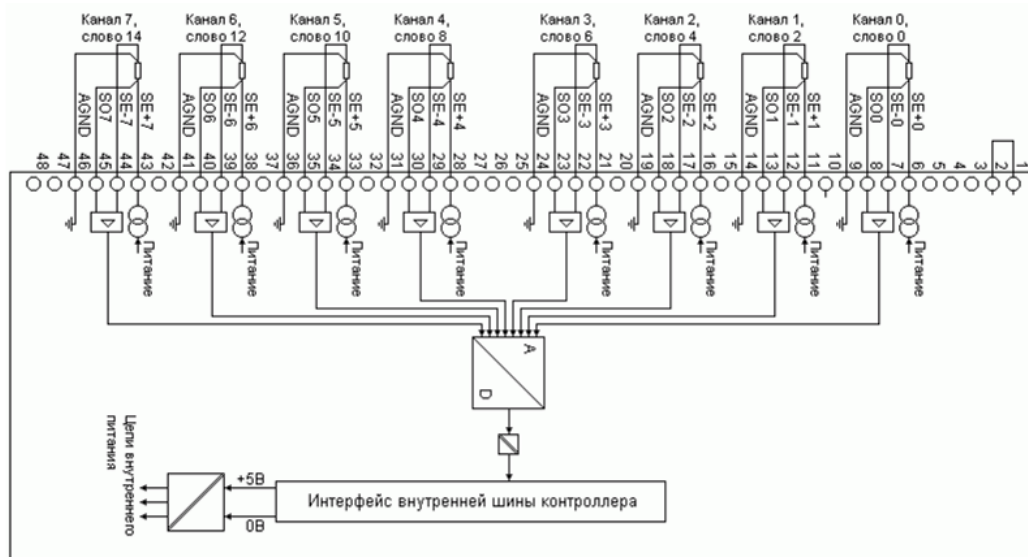 Канал 7,
слово 14
Канал 6,
слово 12
Канал 5,
слово 10
Канал 4,
слово 8
Канал 3,
слово 6
Канал 2,
слово 4
Канал 1,
слово 2
Канал 0,
слово 0
AGND
SO7
SE-7
SE+7
AGND
SO6
SE-6
SE+6
AGND
SO5
SE-5
SE+5
AGND
SO4
SE-4
SE+4
AGND
SO3
SE-3
SE+3
AGND
SO2
SE-2
SE+2
AGND
SO1
SE-1
SE+1
AGND
SO0
SE-0
SE+0
48 47 46 45 44 43 42 41 40 39 38 37 36 35 34 33 32 31 30 29 28 27 26 25 24 23 22 21 20 19 18 17 16 15 14 13 12 11 10 9 8 7 6 5 4 3 2 1
Питание
Питание
Питание
Питание
Питание
Питание
Питание
Питание
A
D
Цепи внутреннего
питания
+5В
0В
Интерфейс внутренней шины контроллера